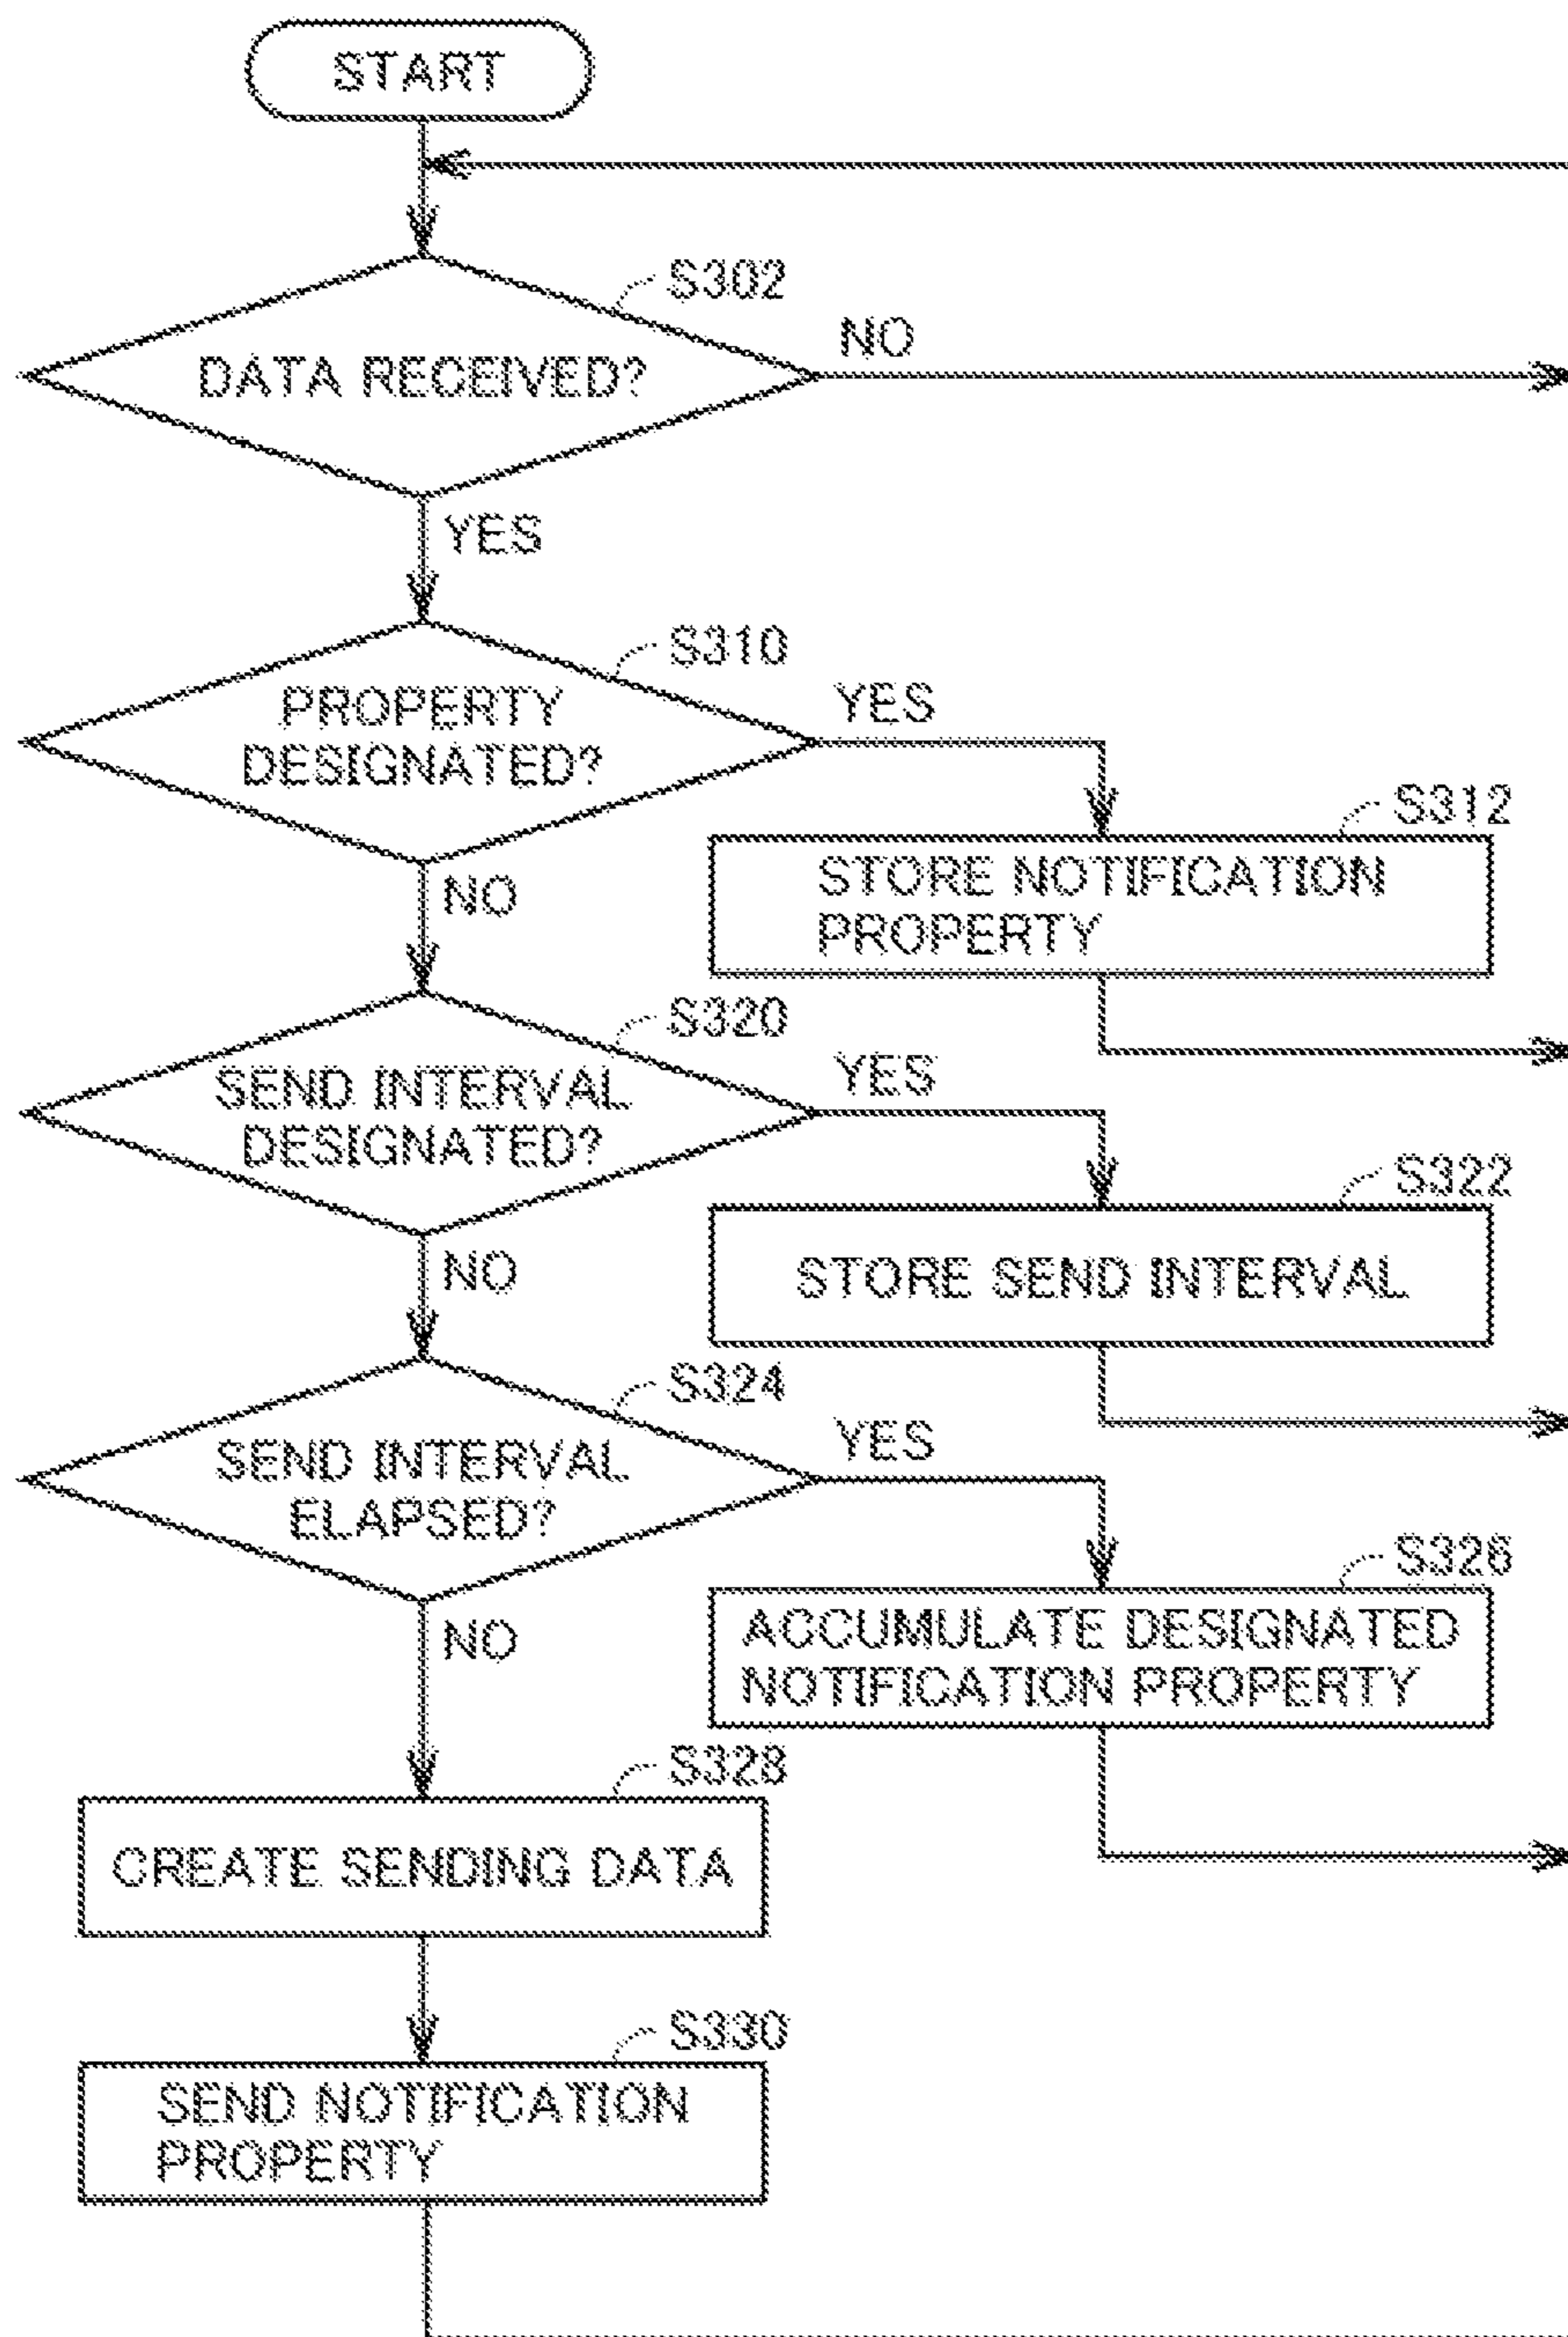 START
S302
DATA RECEIVED?
NO
YES
S310
PROPERTY
DESIGNATED?
YES
S312
STORE NOTIFICATION
PROPERTY
NO
S320
SEND INTERVAL
DESIGNATED?
YES
S322
STORE SEND INTERVAL
NO
S324
SEND INTERVAL
ELAPSED?
YES
S326
ACCUMULATE DESIGNATED
NOTIFICATION PROPERTY
NO
S328
CREATE SENDING DATA
S330
SEND NOTIFICATION
PROPERTY